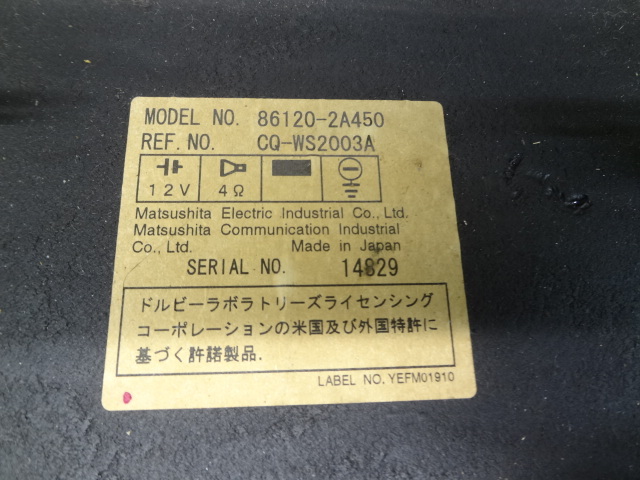 MODEL NO. 86120-2A450
REF.NO. CQ-WS2003A
12V 4Ω
Matsushita Electric Industrial Co., Ltd.
Matsushita Communication Industrial
Co., Ltd. Made in Japan
SERIAL NO. 14829
ドルビーラボラトリーズライセンシング
コーポレーションの米国及び外国特許に
基づく許諾製品.
LABEL NO. YEFM01910